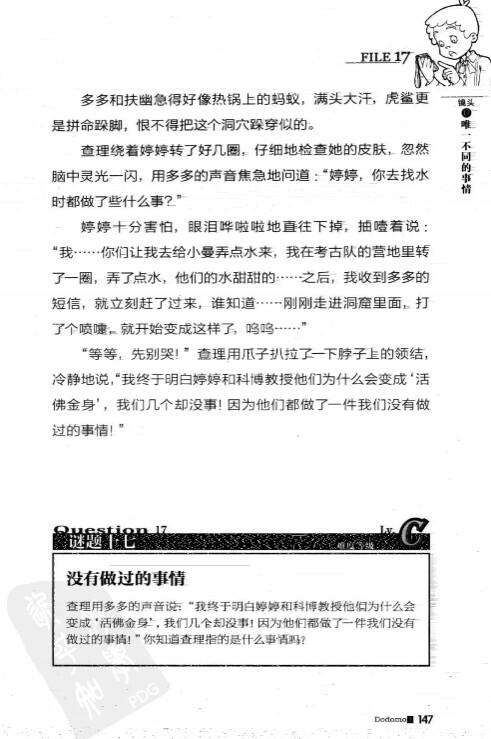 FILE 17
镜头
17
唯一不同的事情
多多和扶幽急得好像热锅上的蚂蚁，满头大汗，虎鲨更
是拼命跺脚，恨不得把这个洞穴跺穿似的。
查理绕着婷婷转了好几圈，仔细地检查她的皮肤，忽然
脑中灵光一闪，用多多的声音焦急地问道：“婷婷，你去找水
时都做了些什么事？”
婷婷十分害怕，眼泪哗啦啦地直往下掉，抽噎着说：
“我……你们让我去给小曼弄点水来，我在考古队的营地里转
了一圈，弄了点水，他们的水甜甜的……之后，我收到多多的
短信，就立刻赶了过来，谁知道……刚刚走进洞窟里面，打
了个喷嚏，就开始变成这样了，呜呜……”
“等等，先别哭！”查理用爪子扒拉了一下脖子上的领结，
冷静地说，“我终于明白婷婷和科博教授他们为什么会变成‘活
佛金身’，我们几个却没事！因为他们都做了一件我们没有做
过的事情！”
Question 17 Lv. C
谜题十七 难度等级
没有做过的事情
查理用多多的声音说：“我终于明白婷婷和科博教授他们为什么会
变成‘活佛金身’，我们几个却没事！因为他们都做了一件我们没有
做过的事情！”你知道查理指的是什么事情吗？
PDG
Dodomo 147